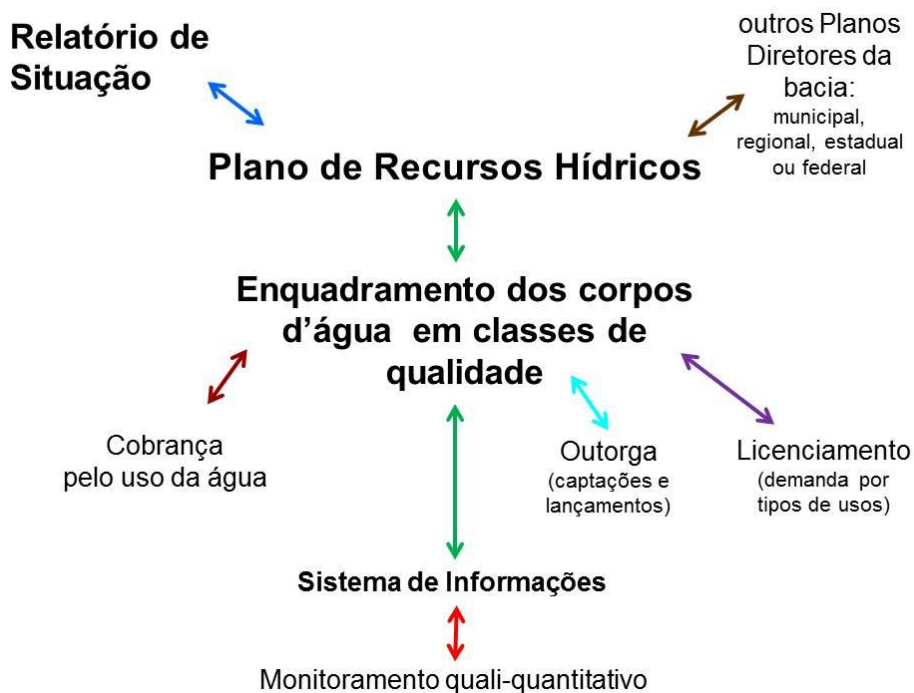 Relatório de
Situação
outros Planos
Diretores da
bacia:
municipal,
regional, estadual
ou federal
Plano de Recursos Hídricos
Enquadramento dos corpos
d’água em classes de
qualidade
Cobrança
pelo uso da água
Outorga
(captações e
lançamentos)
Licenciamento
(demanda por
tipos de usos)
Sistema de Informações
Monitoramento quali-quantitativo